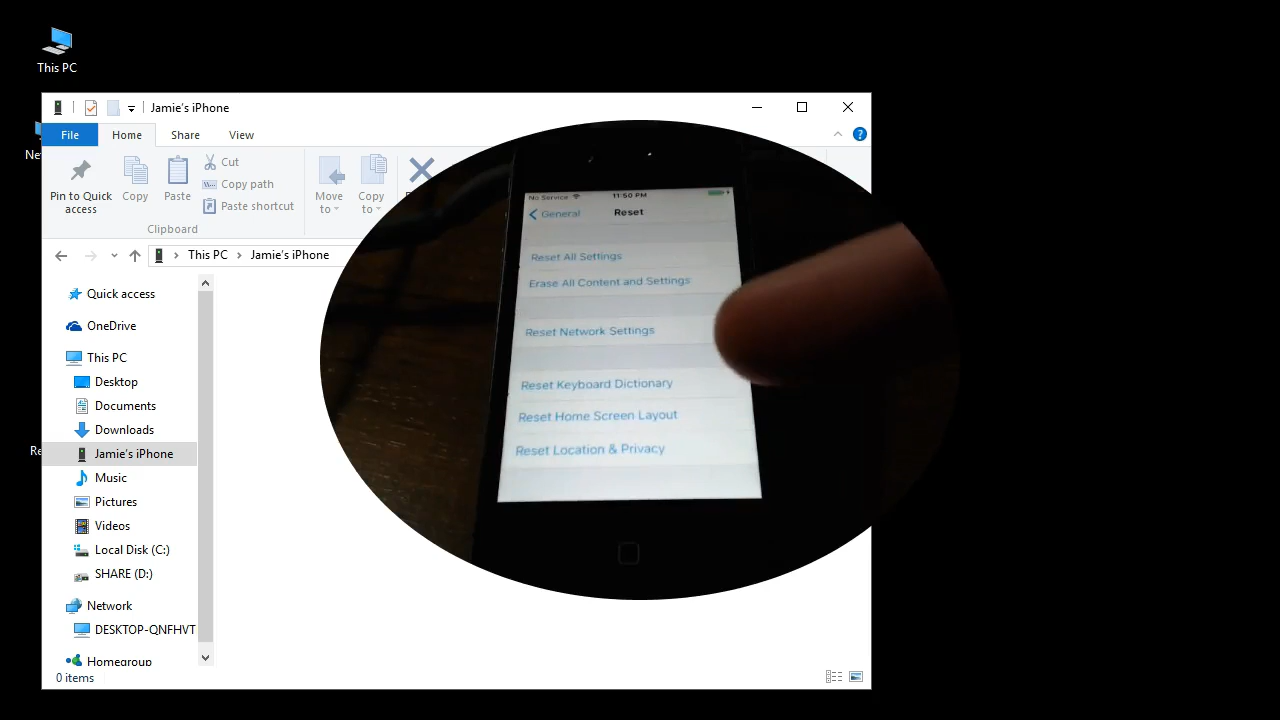 This PC
Jamie's iPhone
File Home Share View
Pin to Quick access
Copy
Paste
Cut
Copy path
Paste shortcut
Move to
Copy to
Clipboard
This PC Jamie's iPhone
Quick access
OneDrive
This PC
Desktop
Documents
Downloads
Jamie's iPhone
Music
Pictures
Videos
Local Disk (C:)
SHARE (D:)
Network
DESKTOP-QNFHVT
Homegroup
0 items
No Service 11:50 PM
General Reset
Reset All Settings
Erase All Content and Settings
Reset Network Settings
Reset Keyboard Dictionary
Reset Home Screen Layout
Reset Location & Privacy